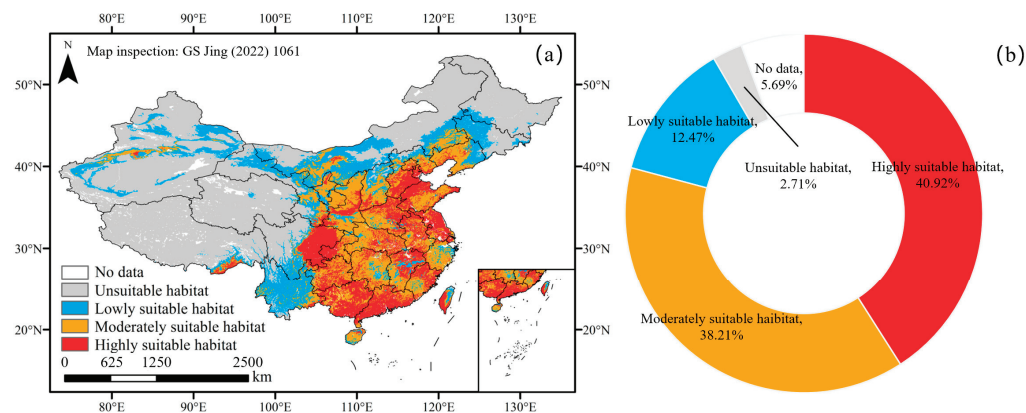 80°E 90°E 100°E 110°E 120°E 130°E
N
Map inspection: GS Jing (2022) 1061
(a)
50°N
50°N
40°N
40°N
30°N
30°N
20°N
20°N
No data
Unsuitable habitat
Lowly suitable habitat
Moderately suitable habitat
Highly suitable habitat
0 625 1250 2500
km
80°E 90°E 100°E 110°E 120°E 130°E
(b)
No data,
5.69%
Lowly suitable habitat,
12.47%
Unsuitable habitat,
2.71%
Highly suitable habitat,
40.92%
Moderately suitable haibitat,
38.21%